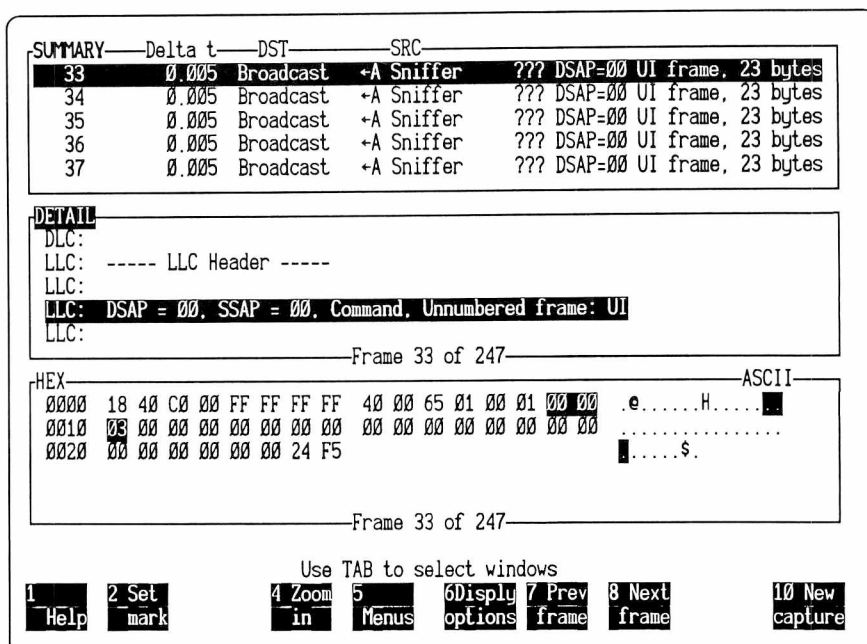 SUMMARY Delta t DST SRC
33 0.005 Broadcast ←A Sniffer ??? DSAP=00 UI frame, 23 bytes
34 0.005 Broadcast ←A Sniffer ??? DSAP=00 UI frame, 23 bytes
35 0.005 Broadcast ←A Sniffer ??? DSAP=00 UI frame, 23 bytes
36 0.005 Broadcast ←A Sniffer ??? DSAP=00 UI frame, 23 bytes
37 0.005 Broadcast ←A Sniffer ??? DSAP=00 UI frame, 23 bytes
DETAIL
DLC:
LLC: ----- LLC Header -----
LLC:
LLC: DSAP = 00, SSAP = 00, Command, Unnumbered frame: UI
LLC:
Frame 33 of 247
HEX ASCII
0000 18 40 C0 00 FF FF FF FF 40 00 65 01 00 01 00 00 .@......H.......
0010 03 00 00 00 00 00 00 00 00 00 00 00 00 00 00 00 ................
0020 00 00 00 00 00 00 24 F5 ......$.
Frame 33 of 247
Use TAB to select windows
1 2 Set 4 Zoom 5 6Disply 7 Prev 8 Next 10 New
Help mark in Menus options frame frame capture